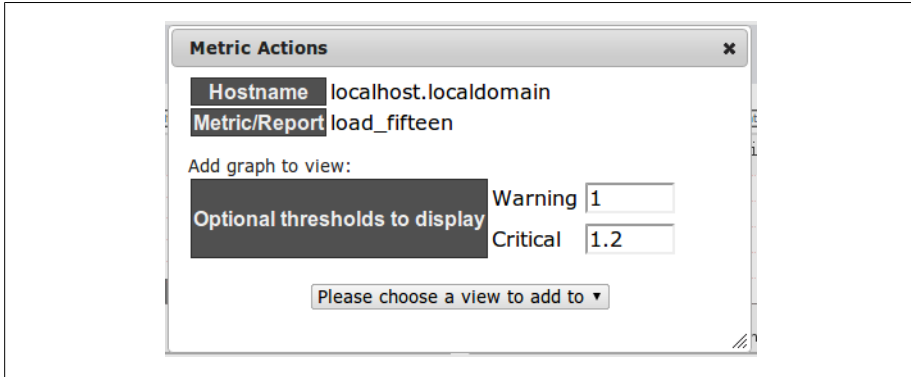 Metric Actions ✖
Hostname localhost.localdomain
Metric/Report load_fifteen
Add graph to view:
Optional thresholds to display
Warning 1
Critical 1.2
Please choose a view to add to ▼